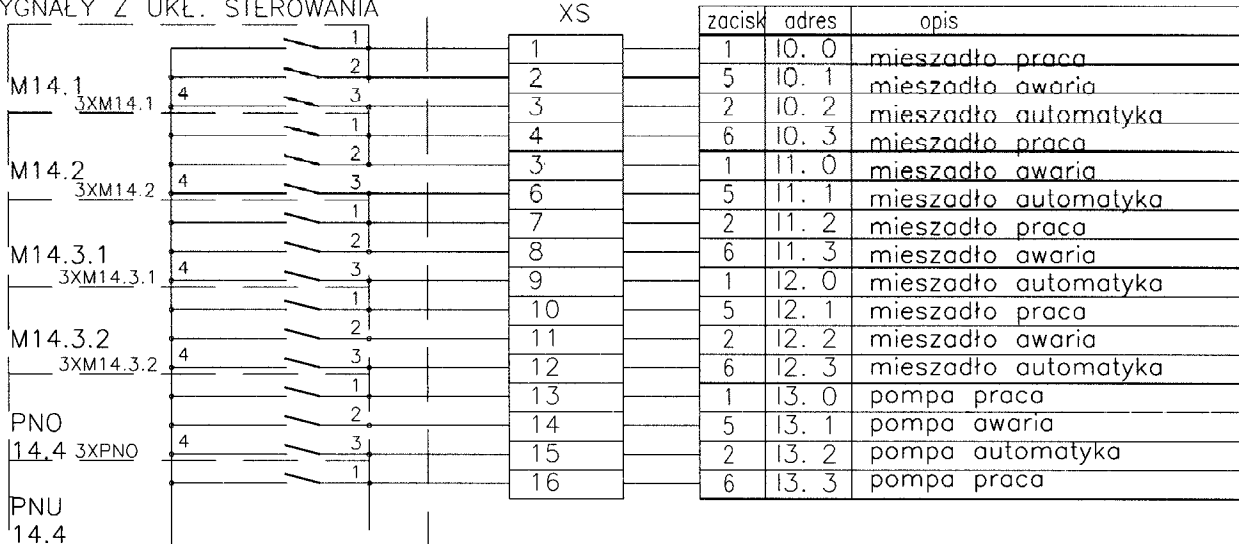 YGNAŁY Z UKŁ. STEROWANIA XS zacisk adres opis
1 1 1 I0. 0 mieszadło praca
M14.1 2 2 5 I0. 1 mieszadło awaria
3XM14.1 4 3 3 2 I0. 2 mieszadło automatyka
1 4 6 I0. 3 mieszadło praca
M14.2 2 3 1 I1. 0 mieszadło awaria
3XM14.2 4 3 6 5 I1. 1 mieszadło automatyka
1 7 2 I1. 2 mieszadło praca
M14.3.1 2 8 6 I1. 3 mieszadło awaria
3XM14.3.1 4 3 9 1 I2. 0 mieszadło automatyka
1 10 5 I2. 1 mieszadło praca
M14.3.2 2 11 2 I2. 2 mieszadło awaria
3XM14.3.2 4 3 12 6 I2. 3 mieszadło automatyka
1 13 1 I3. 0 pompa praca
PNO 2 14 5 I3. 1 pompa awaria
14.4 3XPNO 4 3 15 2 I3. 2 pompa automatyka
1 16 6 I3. 3 pompa praca
PNU
14.4